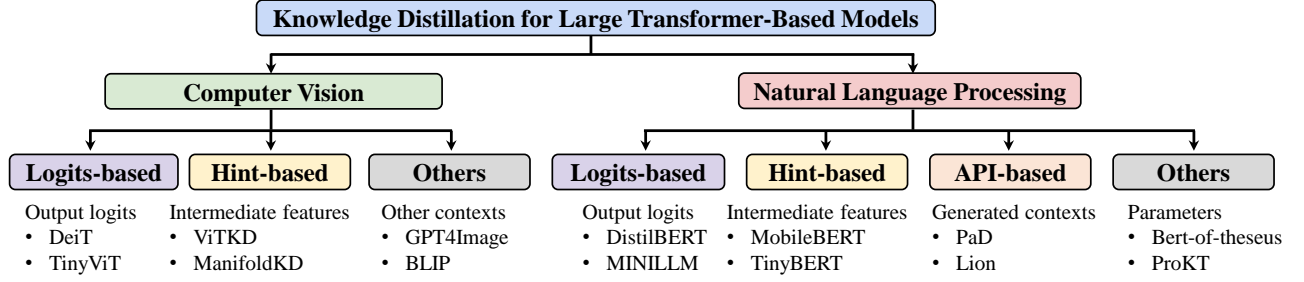 Knowledge Distillation for Large Transformer-Based Models
Computer Vision
Natural Language Processing
Logits-based
Hint-based
Others
Logits-based
Hint-based
API-based
Others
Output logits
• DeiT
• TinyViT
Intermediate features
• ViTKD
• ManifoldKD
Other contexts
• GPT4Image
• BLIP
Output logits
• DistilBERT
• MINILLM
Intermediate features
• MobileBERT
• TinyBERT
Generated contexts
• PaD
• Lion
Parameters
• Bert-of-theseus
• ProKT